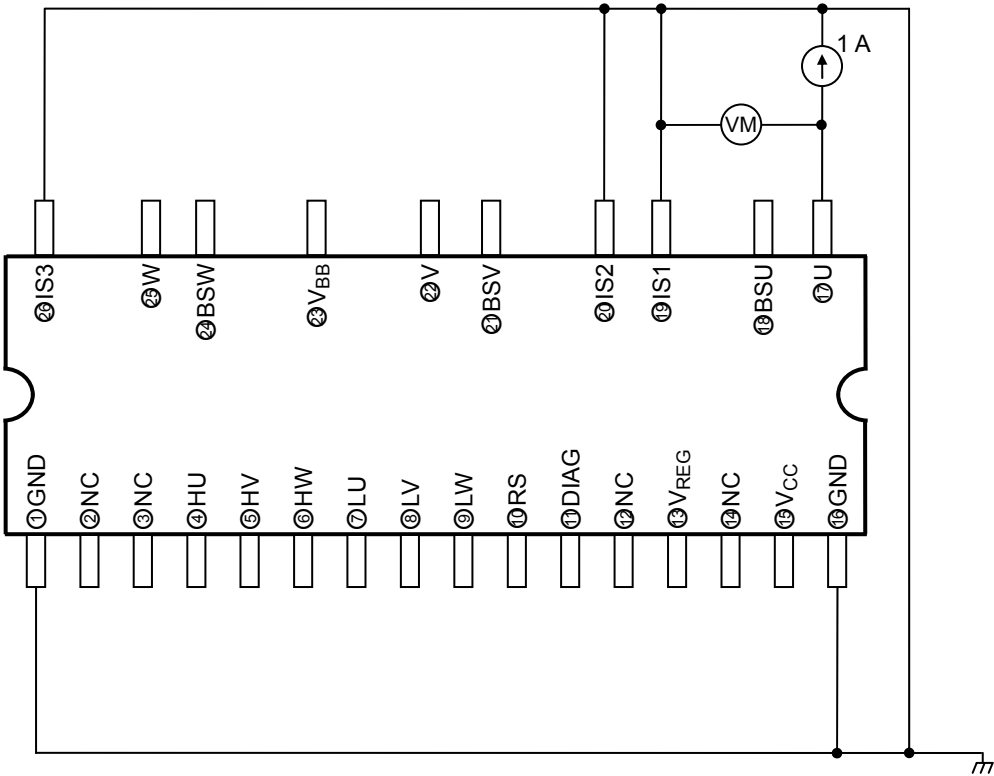 1 A
VM
㉖IS3
㉕W
㉔BSW
㉓VBB
㉒V
㉑BSV
⑳IS2
⑲IS1
⑱BSU
⑰U
①GND
②NC
③NC
④HU
⑤HV
⑥HW
⑦LU
⑧LV
⑨LW
⑩RS
⑪DIAG
⑫NC
⑬VREG
⑭NC
⑮VCC
⑯GND